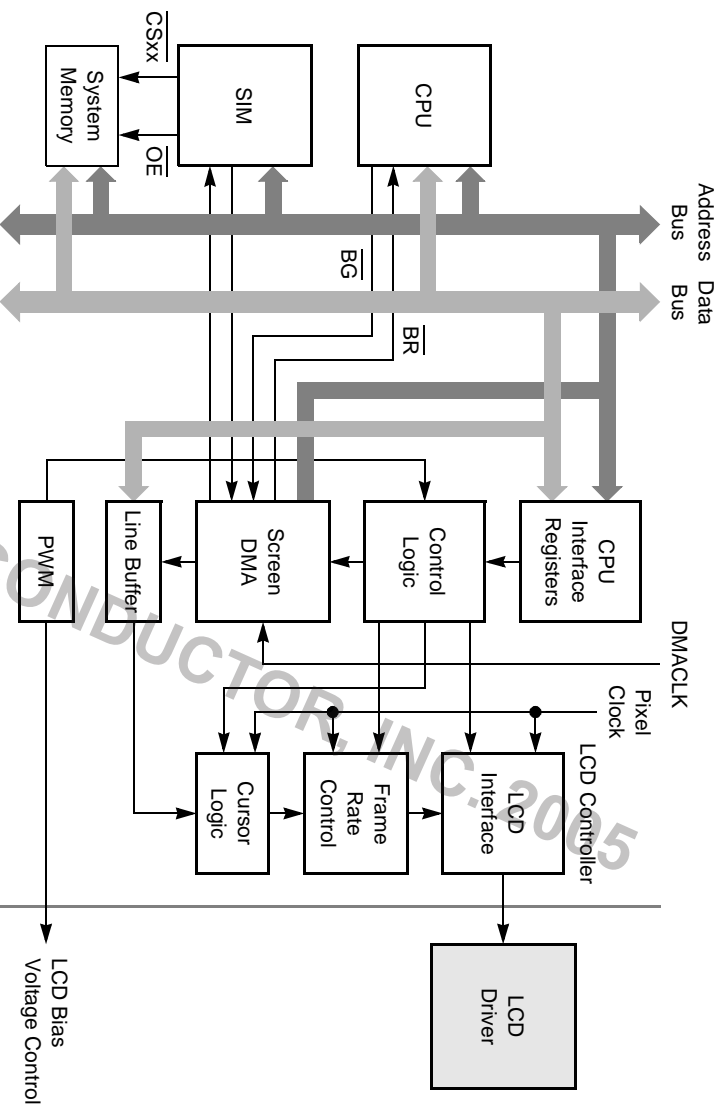 Address
Bus
Data
Bus
CPU
SIM
System
Memory
CSxx
OE
BG
BR
CPU
Interface
Registers
Control
Logic
Screen
DMA
Line Buffer
PWM
DMACLK
Pixel
Clock
LCD Controller
LCD
Interface
Frame
Rate
Control
Cursor
Logic
LCD
Driver
LCD Bias
Voltage Control
CONDUCTOR, INC. 2005